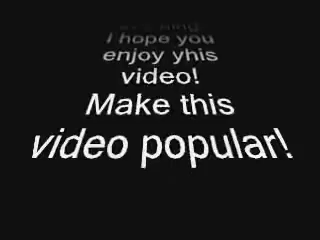 I hope you
enjoy yhis
video!
Make this
video popular!